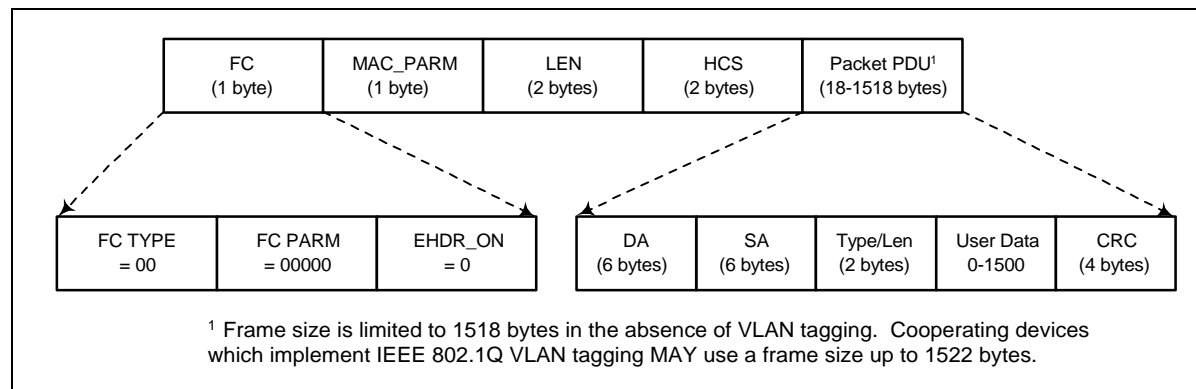 FC
(1 byte)
MAC_PARM
(1 byte)
LEN
(2 bytes)
HCS
(2 bytes)
Packet PDU¹
(18-1518 bytes)
FC TYPE
= 00
FC PARM
= 00000
EHDR_ON
= 0
DA
(6 bytes)
SA
(6 bytes)
Type/Len
(2 bytes)
User Data
0-1500
CRC
(4 bytes)
¹ Frame size is limited to 1518 bytes in the absence of VLAN tagging. Cooperating devices
which implement IEEE 802.1Q VLAN tagging MAY use a frame size up to 1522 bytes.